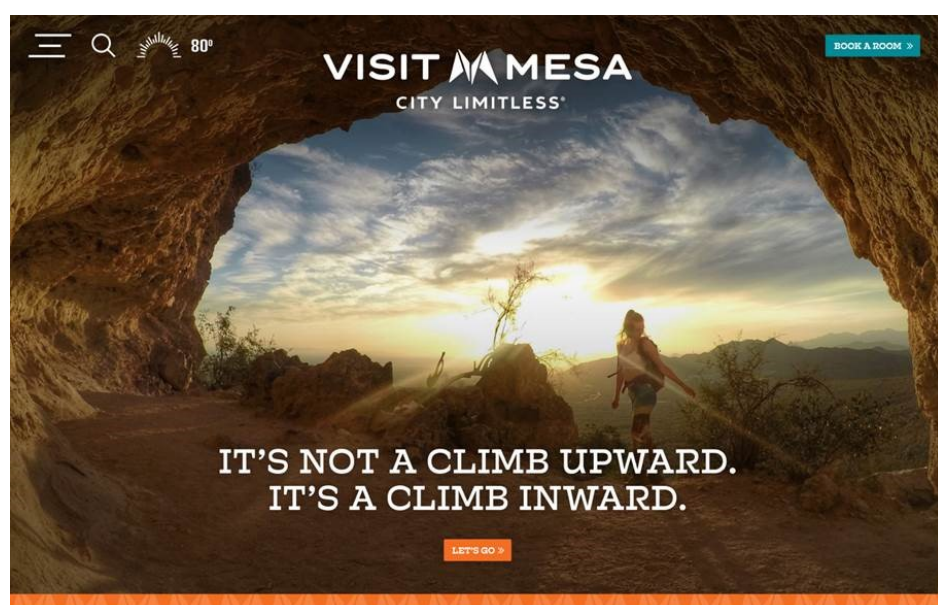 80°
VISIT MESA
CITY LIMITLESS®
BOOK A ROOM »
IT'S NOT A CLIMB UPWARD.
IT'S A CLIMB INWARD.
LET'S GO »